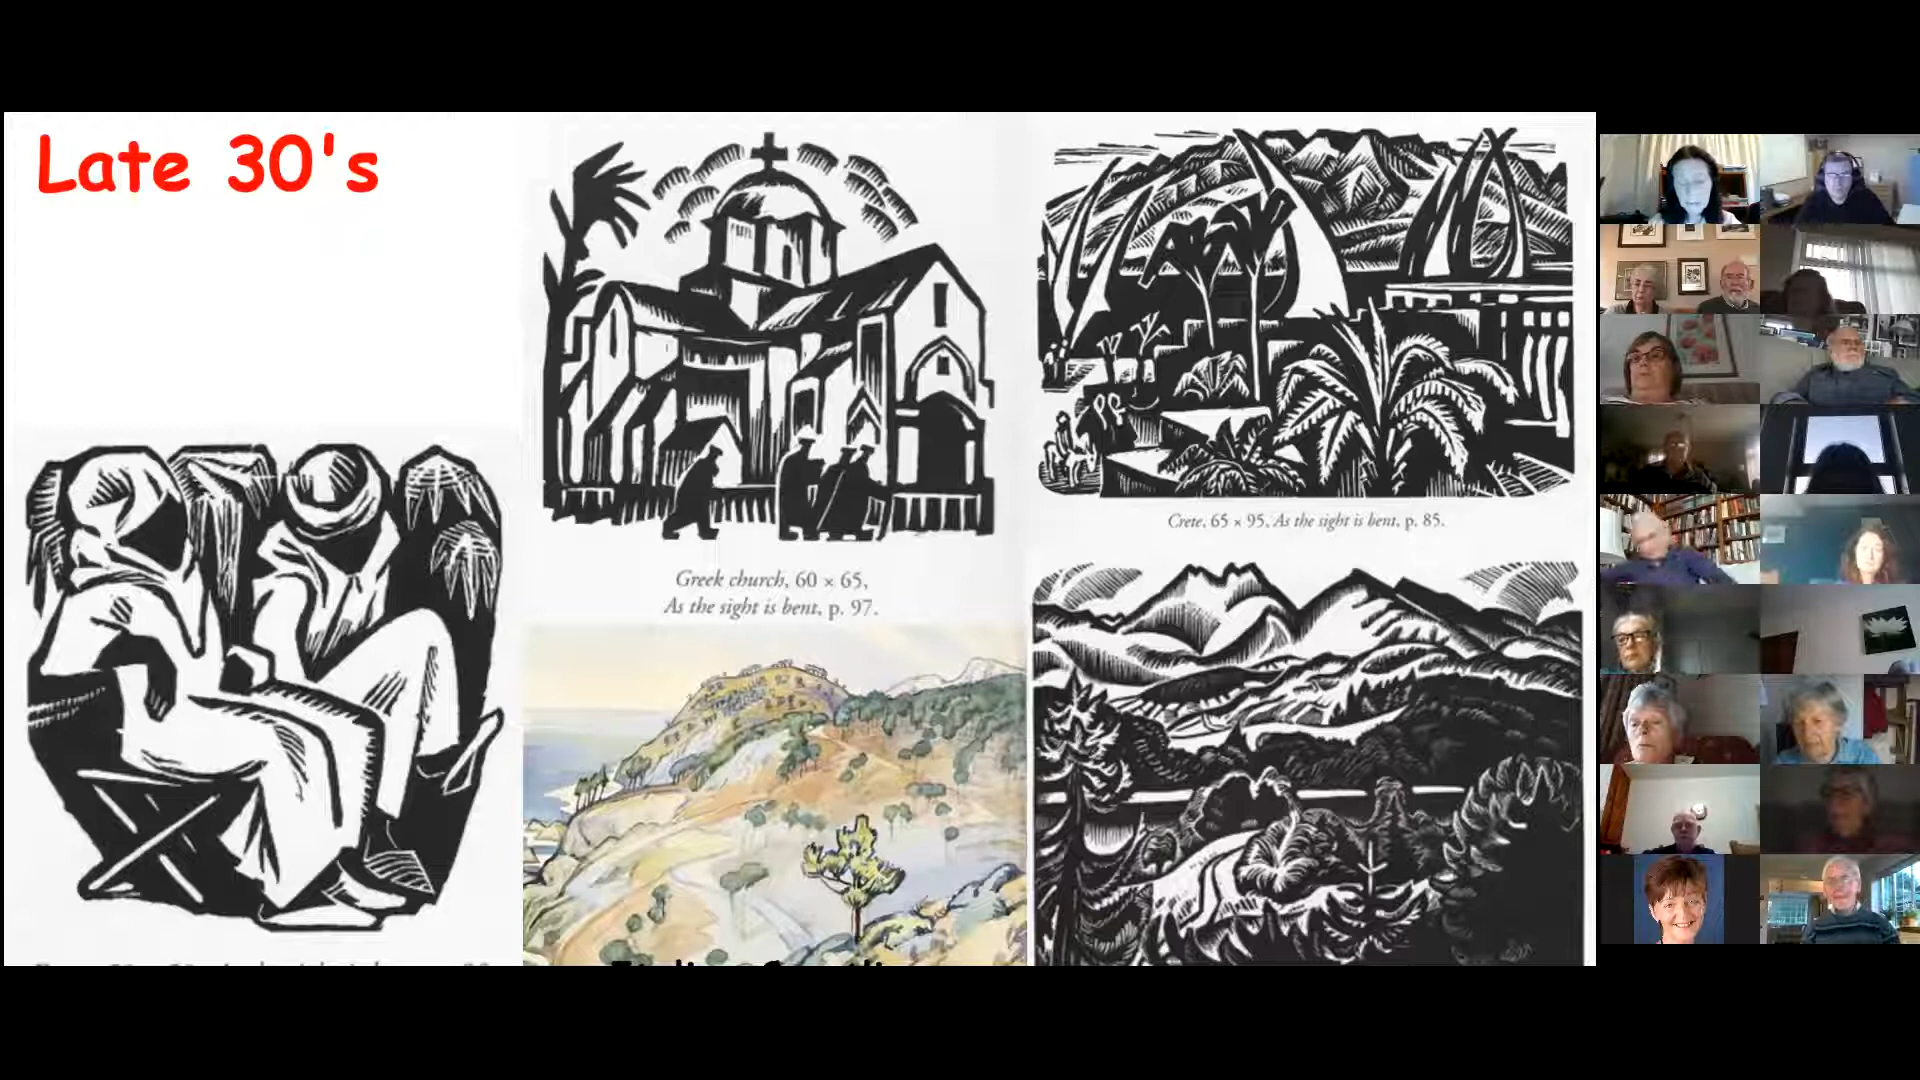 Late 30's
Greek church, 60 × 65,
As the sight is bent, p. 97.
Crete, 65 × 95, As the sight is bent, p. 85.